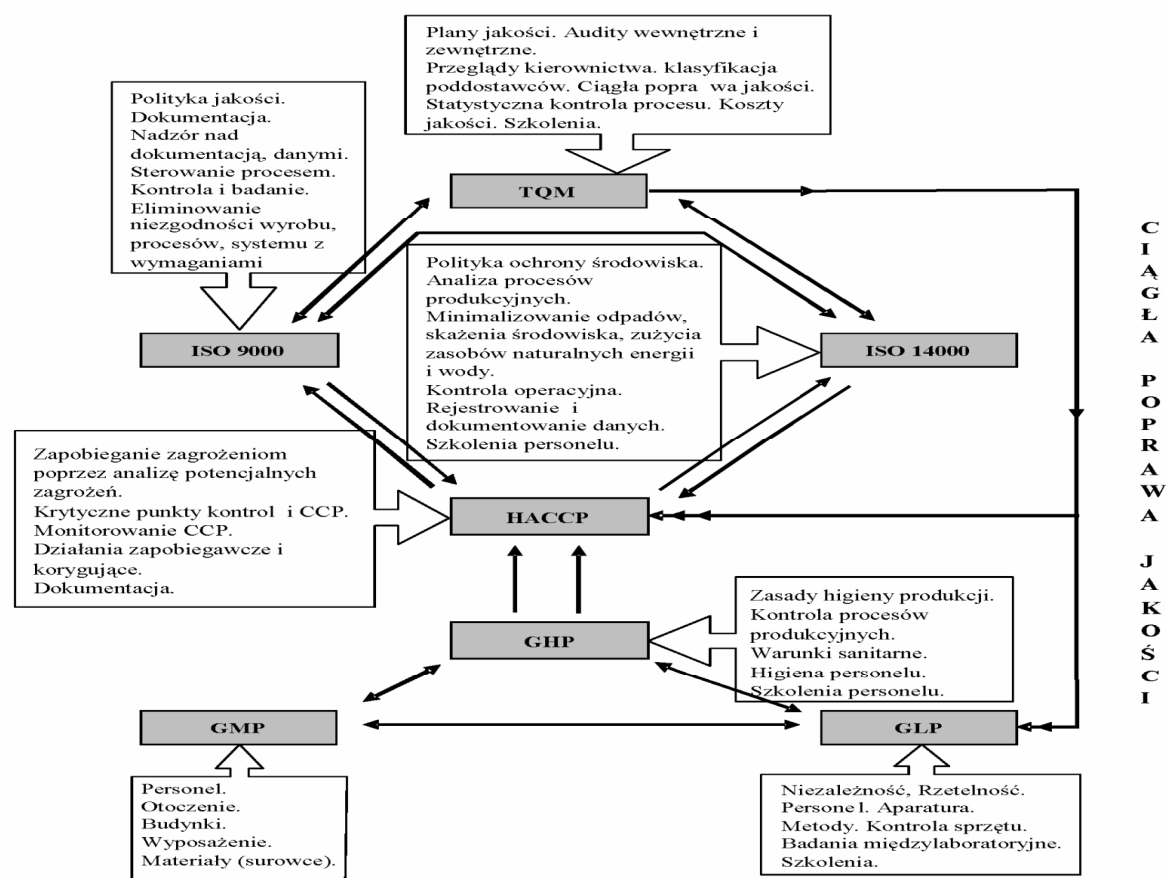 Plany jakości. Audity wewnętrzne i
zewnętrzne.
Przeglądy kierownictwa. klasyfikacja
poddostawców. Ciągła popra wa jakości.
Statystyczna kontrola procesu. Koszty
jakości. Szkolenia.
Polityka jakości.
Dokumentacja.
Nadzór nad
dokumentacją, danymi.
Sterowanie procesem.
Kontrola i badanie.
Eliminowanie
niezgodności wyrobu,
procesów, systemu z
wymaganiami
TQM
Polityka ochrony środowiska.
Analiza procesów
produkcyjnych.
Minimalizowanie odpadów,
skażenia środowiska, zużycia
zasobów naturalnych energii
i wody.
Kontrola operacyjna.
Rejestrowanie i
dokumentowanie danych.
Szkolenia personelu.
ISO 9000
ISO 14000
Zapobieganie zagrożeniom
poprzez analizę potencjalnych
zagrożeń.
Krytyczne punkty kontrol i CCP.
Monitorowanie CCP.
Działania zapobiegawcze i
korygujące.
Dokumentacja.
HACCP
Zasady higieny produkcji.
Kontrola procesów
produkcyjnych.
Warunki sanitarne.
Higiena personelu.
Szkolenia personelu.
GHP
GMP
GLP
Personel.
Otoczenie.
Budynki.
Wyposażenie.
Materiały (surowce).
Niezależność, Rzetelność.
Persone l. Aparatura.
Metody. Kontrola sprzętu.
Badania międzylaboratoryjne.
Szkolenia.
CIĄGŁA POPRAWA JAKOŚCI